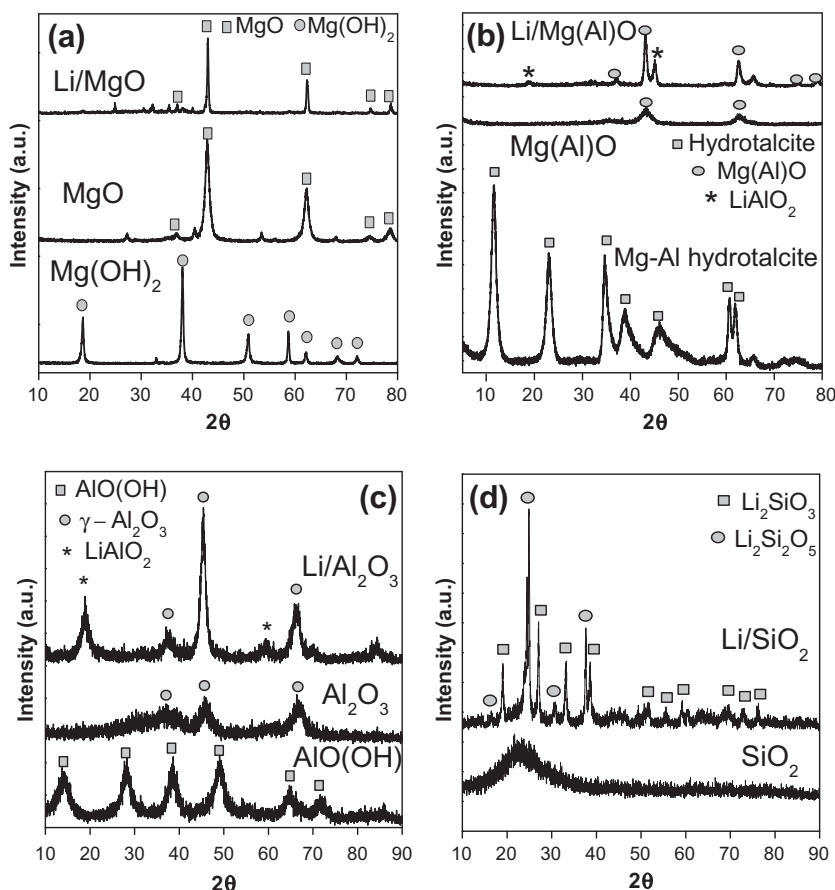 (a)
MgO Mg(OH)₂
Li/MgO
MgO
Mg(OH)₂
Intensity (a.u.)
10 20 30 40 50 60 70 80
2θ
(b)
Li/Mg(Al)O
*
*
Mg(Al)O
Hydrotalcite
Mg(Al)O
* LiAlO₂
Mg-Al hydrotalcite
Intensity (a.u.)
10 20 30 40 50 60 70 80
2θ
(c)
AlO(OH)
γ – Al₂O₃
* LiAlO₂
Li/Al₂O₃
*
*
Al₂O₃
AlO(OH)
Intensity (a.u.)
10 20 30 40 50 60 70 80 90
2θ
(d)
Li₂SiO₃
Li₂Si₂O₅
Li/SiO₂
SiO₂
Intensity (a.u.)
10 20 30 40 50 60 70 80 90
2θ